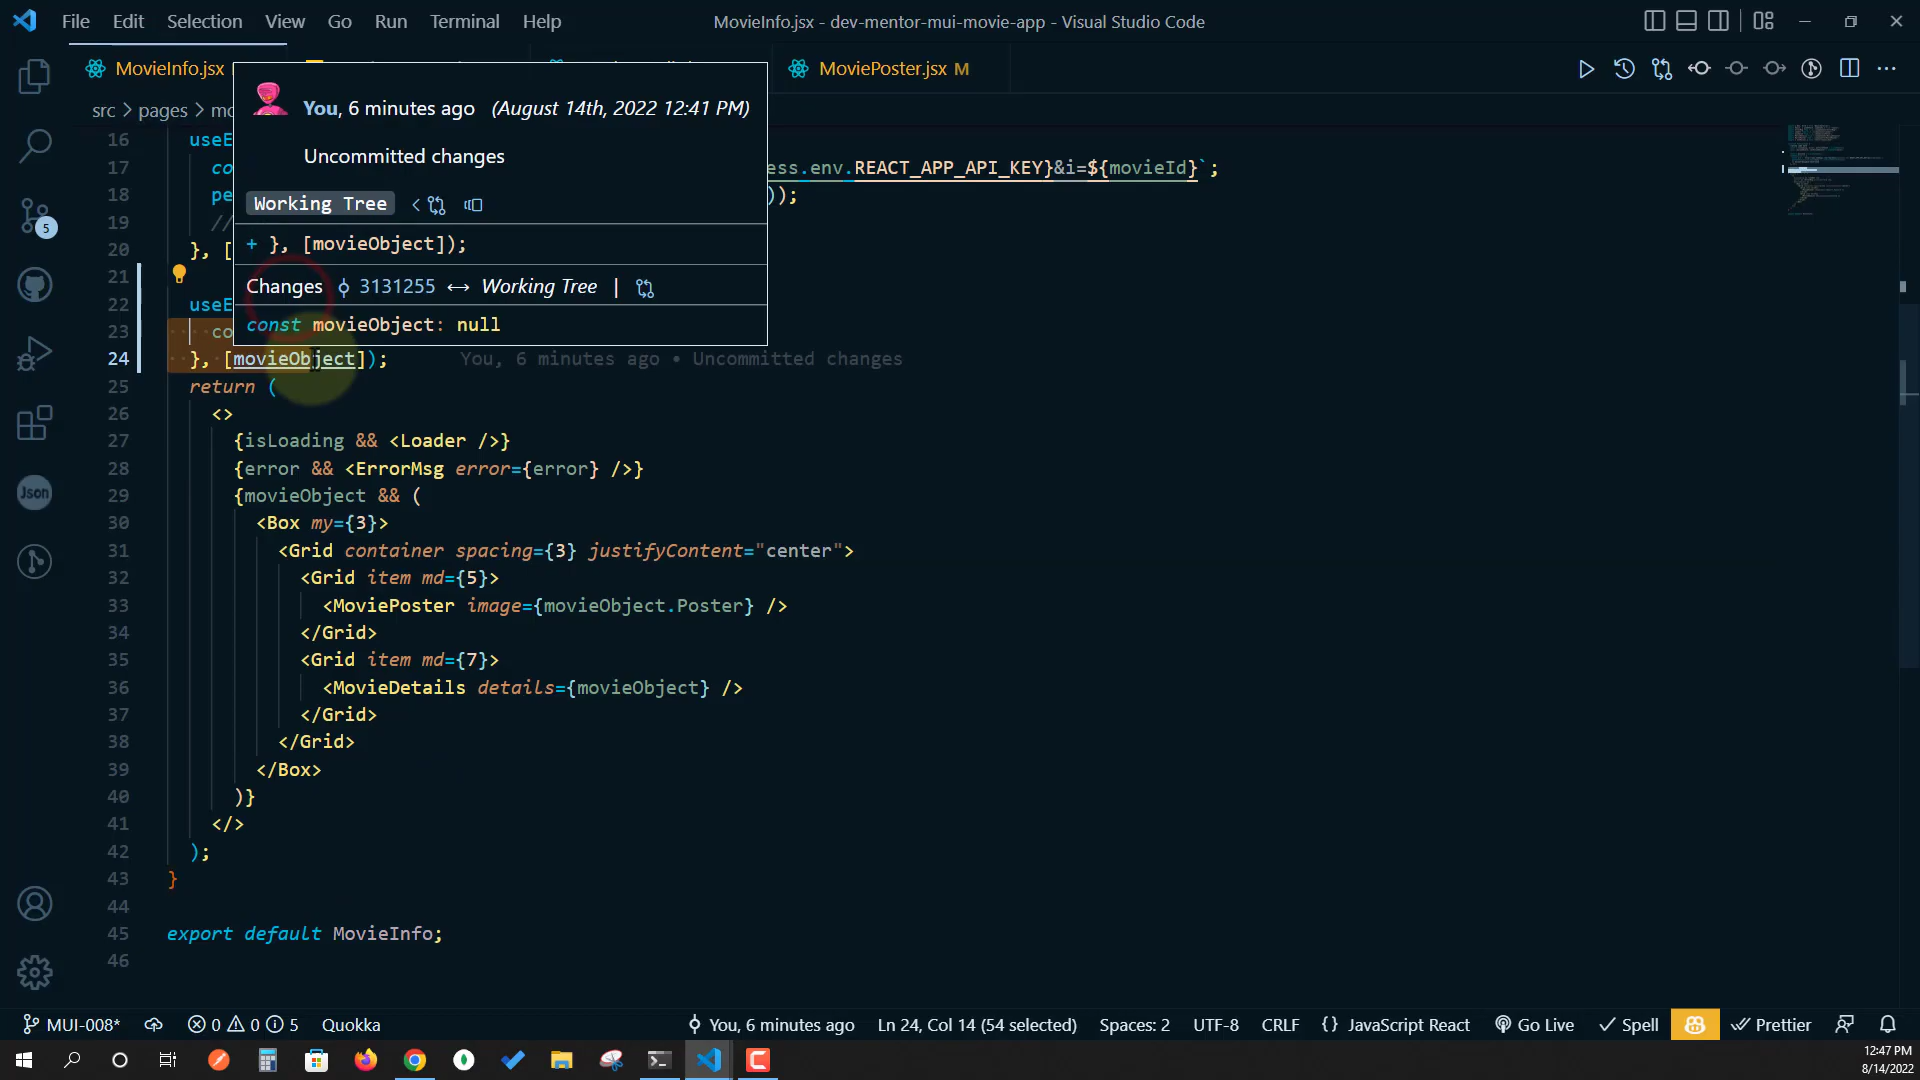 File Edit Selection View Go Run Terminal Help
MovieInfo.jsx - dev-mentor-mui-movie-app - Visual Studio Code
MovieInfo.jsx
MoviePoster.jsx M
src > pages >
You, 6 minutes ago (August 14th, 2022 12:41 PM)
Uncommitted changes
Working Tree
+ }, [movieObject]);
Changes 3131255 ↔ Working Tree |
const movieObject: null
16 useE
17 co ess.env.REACT_APP_API_KEY}&i=${movieId}`;
18 pe ));
19 //
20 }, [
21
22 useE
23 co
24 }, [movieObject]); You, 6 minutes ago • Uncommitted changes
25 return (
26 <>
27 {isLoading && <Loader />}
28 {error && <ErrorMsg error={error} />}
29 {movieObject && (
30 <Box my={3}>
31 <Grid container spacing={3} justifyContent="center">
32 <Grid item md={5}>
33 <MoviePoster image={movieObject.Poster} />
34 </Grid>
35 <Grid item md={7}>
36 <MovieDetails details={movieObject} />
37 </Grid>
38 </Grid>
39 </Box>
40 )}
41 </>
42 );
43 }
44
45 export default MovieInfo;
46
5
Json
MUI-008* 0 0 5 Quokka You, 6 minutes ago Ln 24, Col 14 (54 selected) Spaces: 2 UTF-8 CRLF {} JavaScript React Go Live Spell Prettier
12:47 PM
8/14/2022